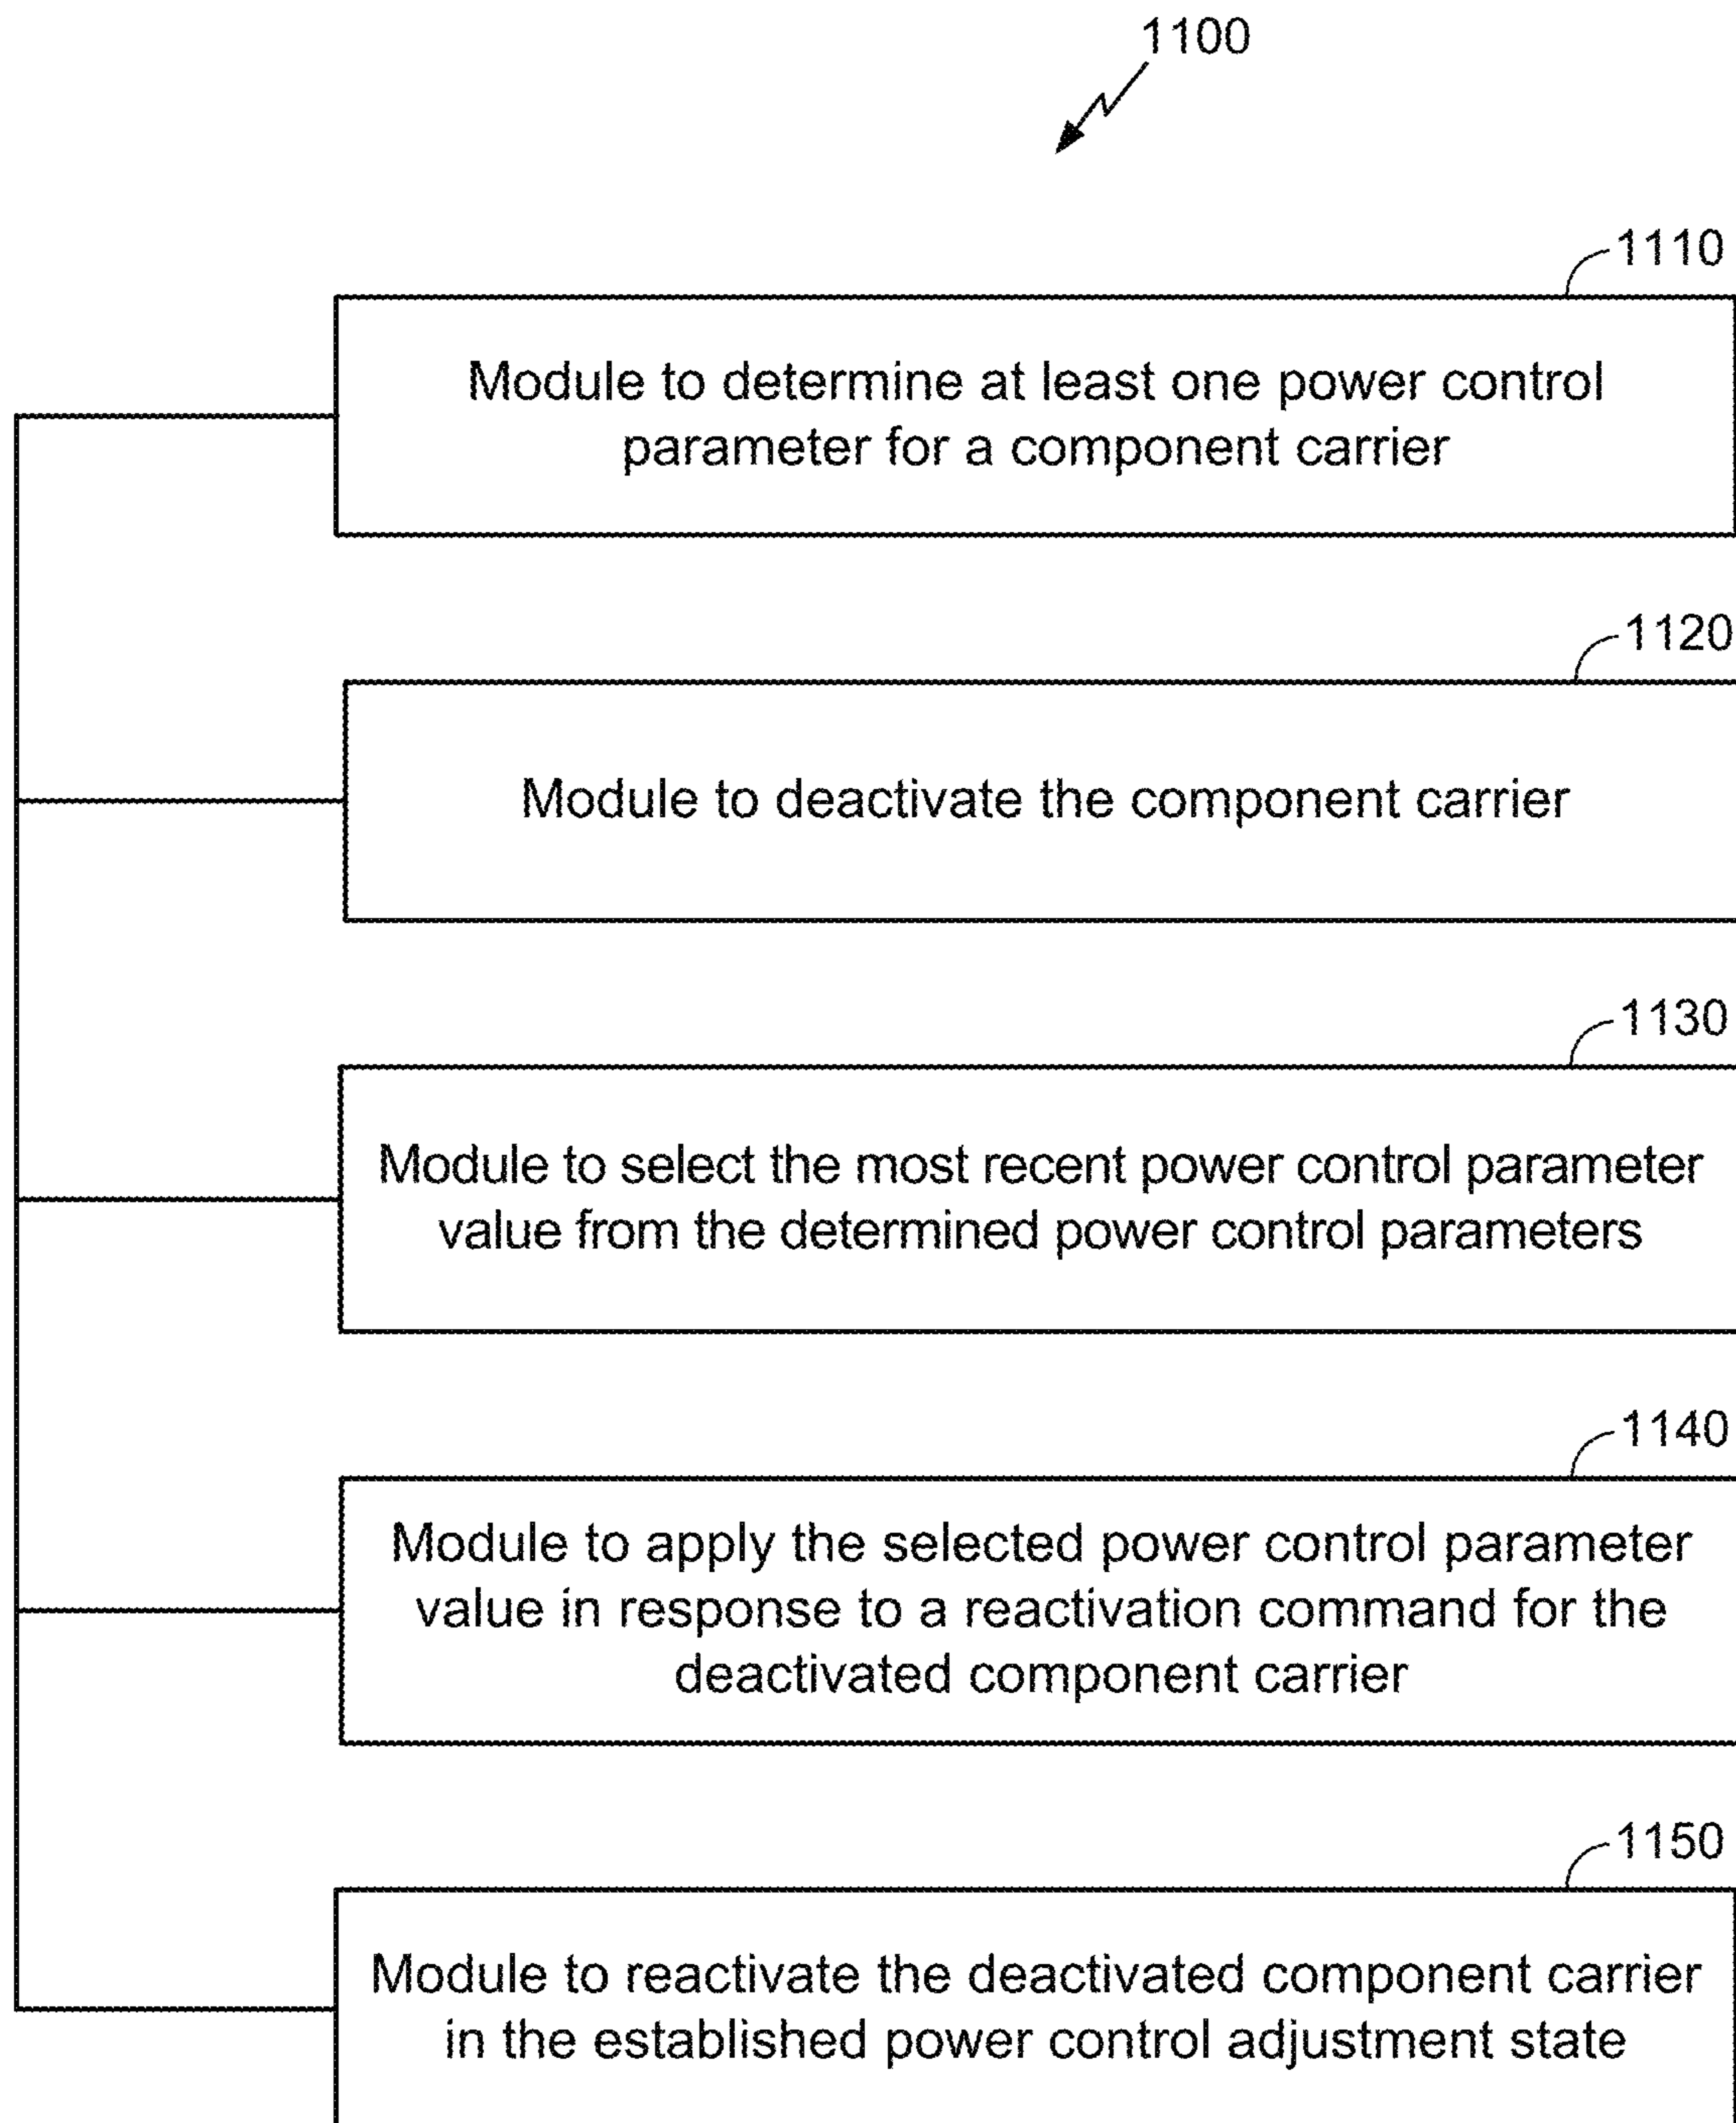 1100
1110
Module to determine at least one power control
parameter for a component carrier
1120
Module to deactivate the component carrier
1130
Module to select the most recent power control parameter
value from the determined power control parameters
1140
Module to apply the selected power control parameter
value in response to a reactivation command for the
deactivated component carrier
1150
Module to reactivate the deactivated component carrier
in the established power control adjustment state